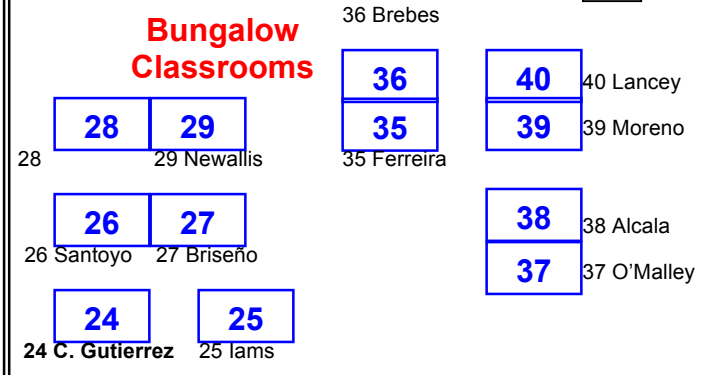 36 Brebes
Bungalow
Classrooms
36
40
40 Lancey
28
29
35
39
39 Moreno
28
29 Newallis
35 Ferreira
26
27
38
38 Alcala
26 Santoyo
27 Briseño
37
37 O’Malley
24
25
24 C. Gutierrez
25 Iams